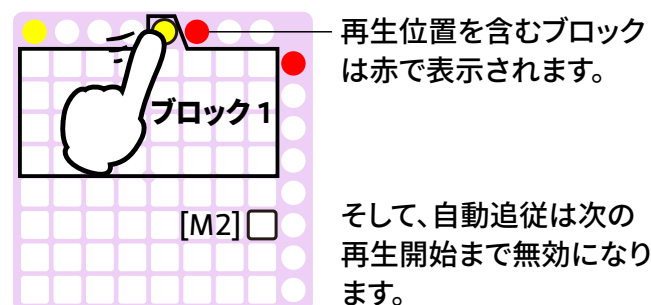 再生位置を含むブロック
は赤で表示されます。
ブロック 1
[M2]
そして、自動追従は次の
再生開始まで無効になり
ます。